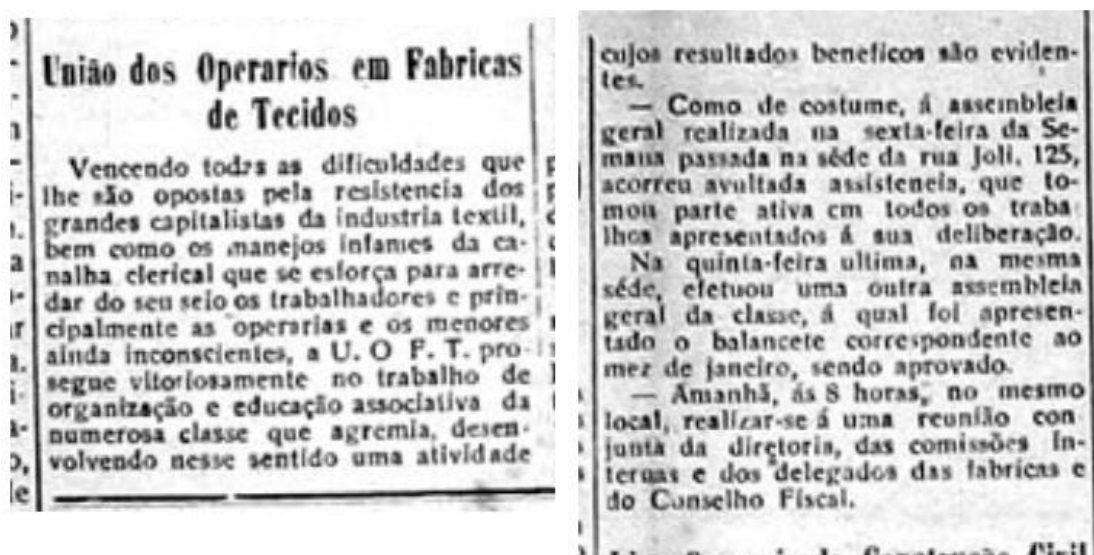 União dos Operarios em Fabricas
de Tecidos
Vencendo todas as dificuldades que
lhe são opostas pela resistencia dos
grandes capitalistas da industria textil,
bem como os manejos infames da ca-
nalha clerical que se esforça para arre-
dar do seu seio os trabalhadores e prin-
cipalmente as operarias e os menores
ainda inconscientes, a U. O F. T. pro-
segue vitoriosamente no trabalho de
organização e educação associativa da
numerosa classe que agremia, desen-
volvendo nesse sentido uma atividade
cujos resultados beneficos são eviden-
tes.
— Como de costume, á assembleia
geral realizada na sexta-feira da Se-
mana passada na séde da rua Joli, 125,
acorreu avultada assistencia, que to-
mou parte ativa em todos os traba-
lhos apresentados á sua deliberação.
Na quinta-feira ultima, na mesma
séde, efetuou uma outra assembleia
geral da classe, á qual foi apresen-
tado o balancete correspondente ao
mez de janeiro, sendo aprovado.
— Amanhã, ás 8 horas, no mesmo
local, realizar-se á uma reunião con
junta da diretoria, das comissões In-
ternas e dos delegados das fabricas e
do Conselho Fiscal.
Construção Civil